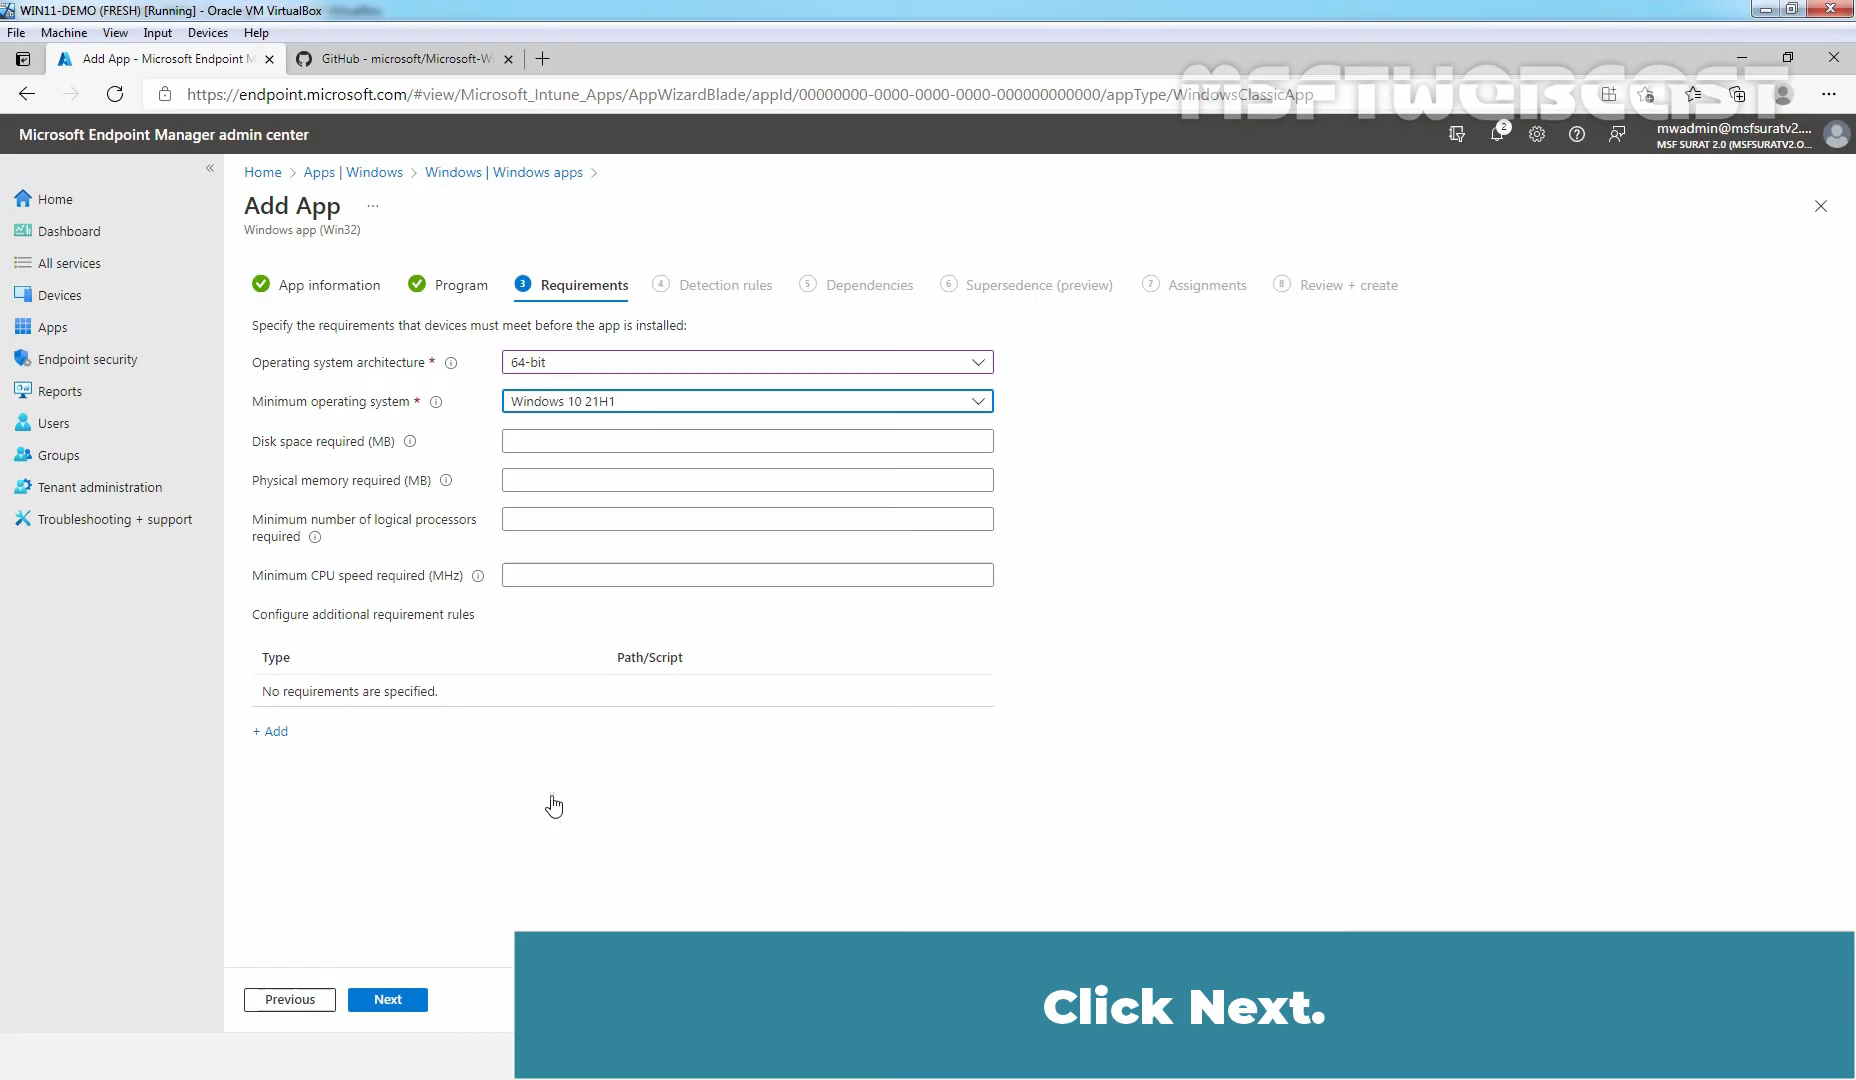 WIN11-DEMO (FRESH) [Running] - Oracle VM VirtualBox
File Machine View Input Devices Help
Add App - Microsoft Endpoint M
GitHub - microsoft/Microsoft-Wi
https://endpoint.microsoft.com/#view/Microsoft_Intune_Apps/AppWizardBlade/appId/00000000-0000-0000-0000-000000000000/appType/WindowsClassicApp
MSFTWEBCAST
Microsoft Endpoint Manager admin center
2
mwadmin@msfsuratv2....
MSF SURAT 2.0 (MSFSURATV2.O...
Home
Dashboard
All services
Devices
Apps
Endpoint security
Reports
Users
Groups
Tenant administration
Troubleshooting + support
Home > Apps | Windows > Windows | Windows apps >
Add App ...
Windows app (Win32)
App information
Program
3 Requirements
4 Detection rules
5 Dependencies
6 Supersedence (preview)
7 Assignments
8 Review + create
Specify the requirements that devices must meet before the app is installed:
Operating system architecture * 64-bit
Minimum operating system * Windows 10 21H1
Disk space required (MB)
Physical memory required (MB)
Minimum number of logical processors
required
Minimum CPU speed required (MHz)
Configure additional requirement rules
Type Path/Script
No requirements are specified.
+ Add
Previous Next
Click Next.